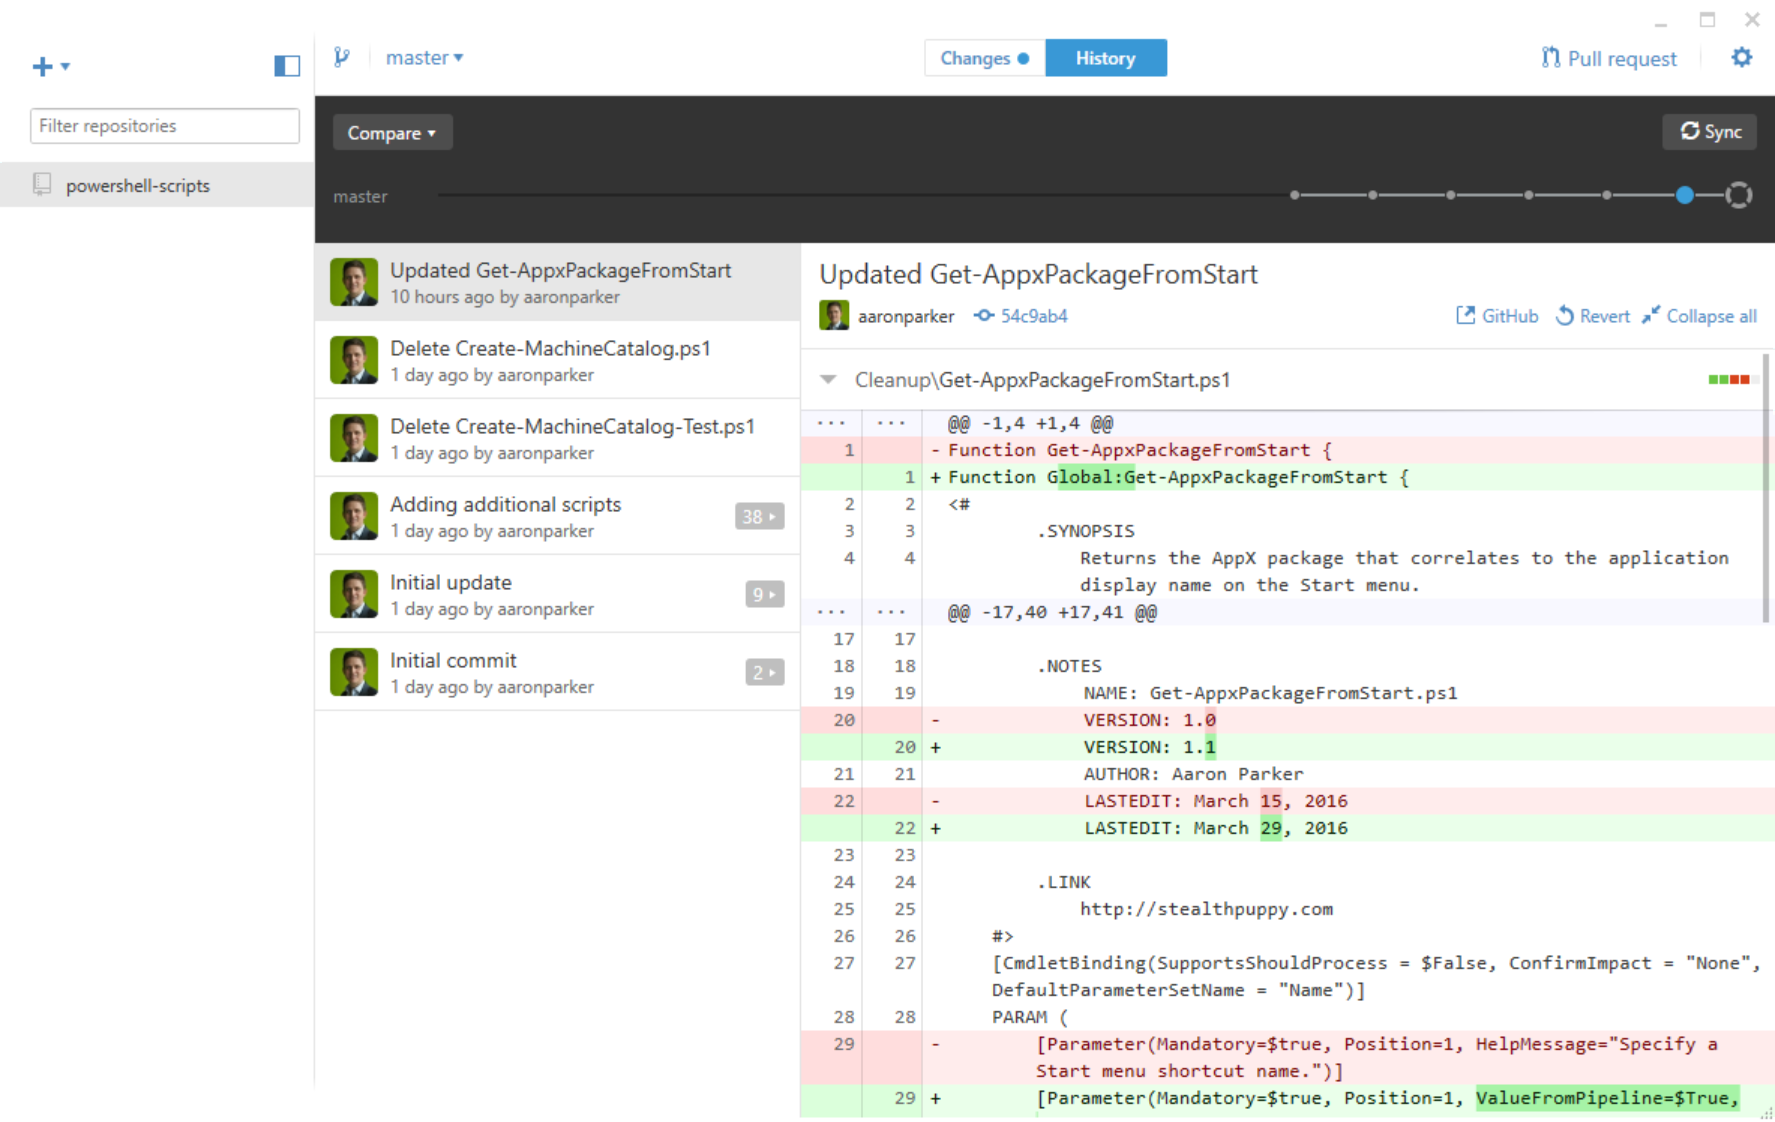 master
Changes
History
Pull request
Filter repositories
powershell-scripts
Compare
Sync
master
Updated Get-AppxPackageFromStart
10 hours ago by aaronparker
Delete Create-MachineCatalog.ps1
1 day ago by aaronparker
Delete Create-MachineCatalog-Test.ps1
1 day ago by aaronparker
Adding additional scripts
1 day ago by aaronparker
38
Initial update
1 day ago by aaronparker
9
Initial commit
1 day ago by aaronparker
2
Updated Get-AppxPackageFromStart
aaronparker 54c9ab4
GitHub Revert Collapse all
Cleanup\Get-AppxPackageFromStart.ps1
... ... @@ -1,4 +1,4 @@
1 - Function Get-AppxPackageFromStart {
1 + Function Global:Get-AppxPackageFromStart {
2 2 <#
3 3 .SYNOPSIS
4 4 Returns the AppX package that correlates to the application
display name on the Start menu.
... ... @@ -17,40 +17,41 @@
17 17
18 18 .NOTES
19 19 NAME: Get-AppxPackageFromStart.ps1
20 - VERSION: 1.0
20 + VERSION: 1.1
21 21 AUTHOR: Aaron Parker
22 - LASTEDIT: March 15, 2016
22 + LASTEDIT: March 29, 2016
23 23
24 24 .LINK
25 25 http://stealthpuppy.com
26 26 #>
27 27 [CmdletBinding(SupportsShouldProcess = $False, ConfirmImpact = "None",
DefaultParameterSetName = "Name")]
28 28 PARAM (
29 - [Parameter(Mandatory=$true, Position=1, HelpMessage="Specify a
Start menu shortcut name.")]
29 + [Parameter(Mandatory=$true, Position=1, ValueFromPipeline=$True,